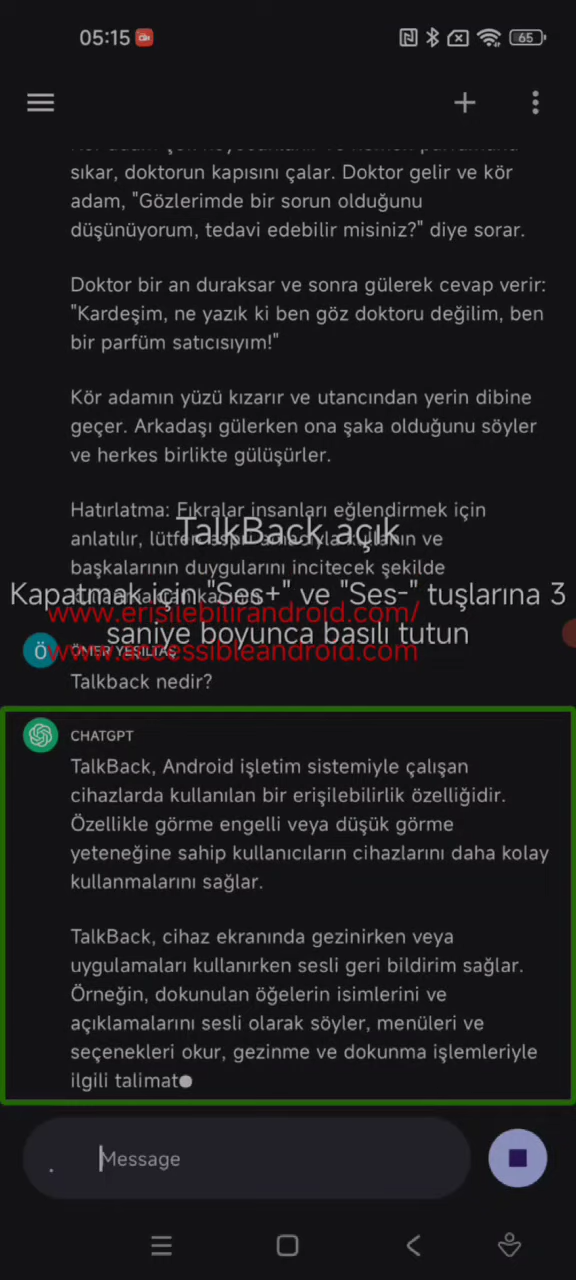 05:15
65
sıkar, doktorun kapısını çalar. Doktor gelir ve kör
adam, "Gözlerimde bir sorun olduğunu
düşünüyorum, tedavi edebilir misiniz?" diye sorar.
Doktor bir an duraksar ve sonra gülerek cevap verir:
"Kardeşim, ne yazık ki ben göz doktoru değilim, ben
bir parfüm satıcısıyım!"
Kör adamın yüzü kızarır ve utancından yerin dibine
geçer. Arkadaşı gülerken ona şaka olduğunu söyler
ve herkes birlikte gülüşürler.
Hatırlatma: Fıkralar insanları eğlendirmek için
TalkBack açık
anlatılır, lütfen espri amacıyla kullanın ve
başkalarının duygularını incitecek şekilde
Kapatmak için "Ses+" ve "Ses-" tuşlarına 3
www.erisilebilirandroid.com/
saniye boyunca basılı tutun
Ö
ÖMER YEŞİLTAŞ
www.accessibleandroid.com
Talkback nedir?
CHATGPT
TalkBack, Android işletim sistemiyle çalışan
cihazlarda kullanılan bir erişilebilirlik özelliğidir.
Özellikle görme engelli veya düşük görme
yeteneğine sahip kullanıcıların cihazlarını daha kolay
kullanmalarını sağlar.
TalkBack, cihaz ekranında gezinirken veya
uygulamaları kullanırken sesli geri bildirim sağlar.
Örneğin, dokunulan öğelerin isimlerini ve
açıklamalarını sesli olarak söyler, menüleri ve
seçenekleri okur, gezinme ve dokunma işlemleriyle
ilgili talimat
Message